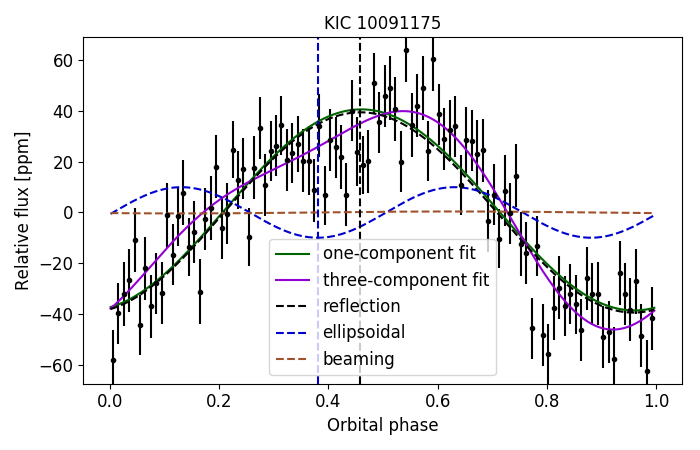 KIC 10091175
Relative flux [ppm]
60
40
20
0
−20
−40
−60
one-component fit
three-component fit
reflection
ellipsoidal
beaming
0.0 0.2 0.4 0.6 0.8 1.0
Orbital phase